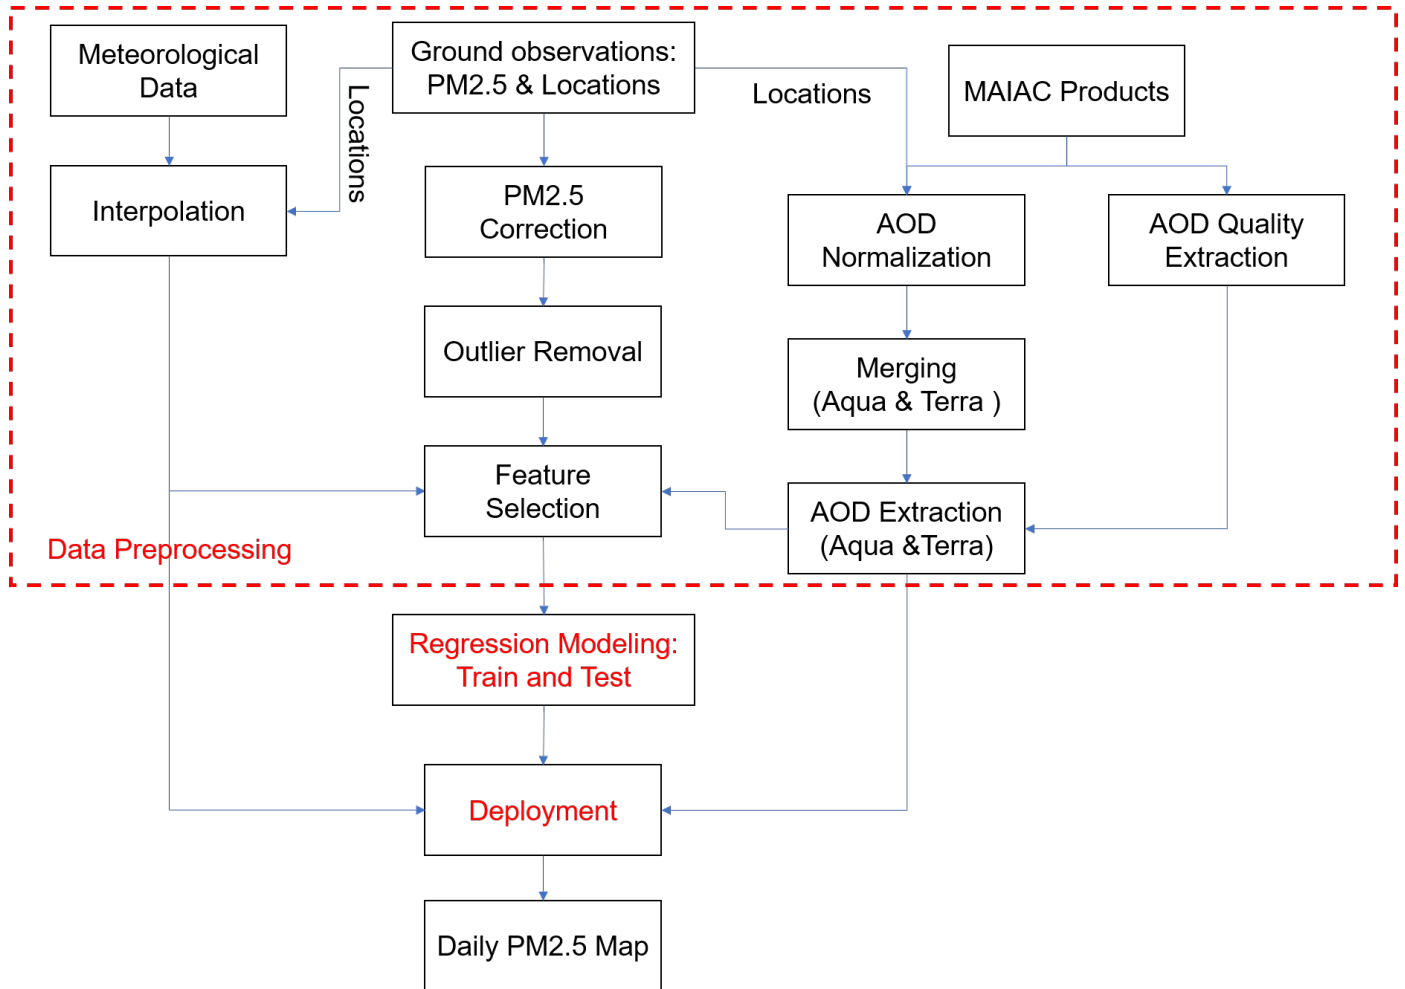 Meteorological
Data
Ground observations:
PM2.5 & Locations
MAIAC Products
Locations
Locations
Interpolation
PM2.5
Correction
AOD
Normalization
AOD Quality
Extraction
Outlier Removal
Merging
(Aqua & Terra )
Feature
Selection
AOD Extraction
(Aqua &Terra)
Data Preprocessing
Regression Modeling:
Train and Test
Deployment
Daily PM2.5 Map